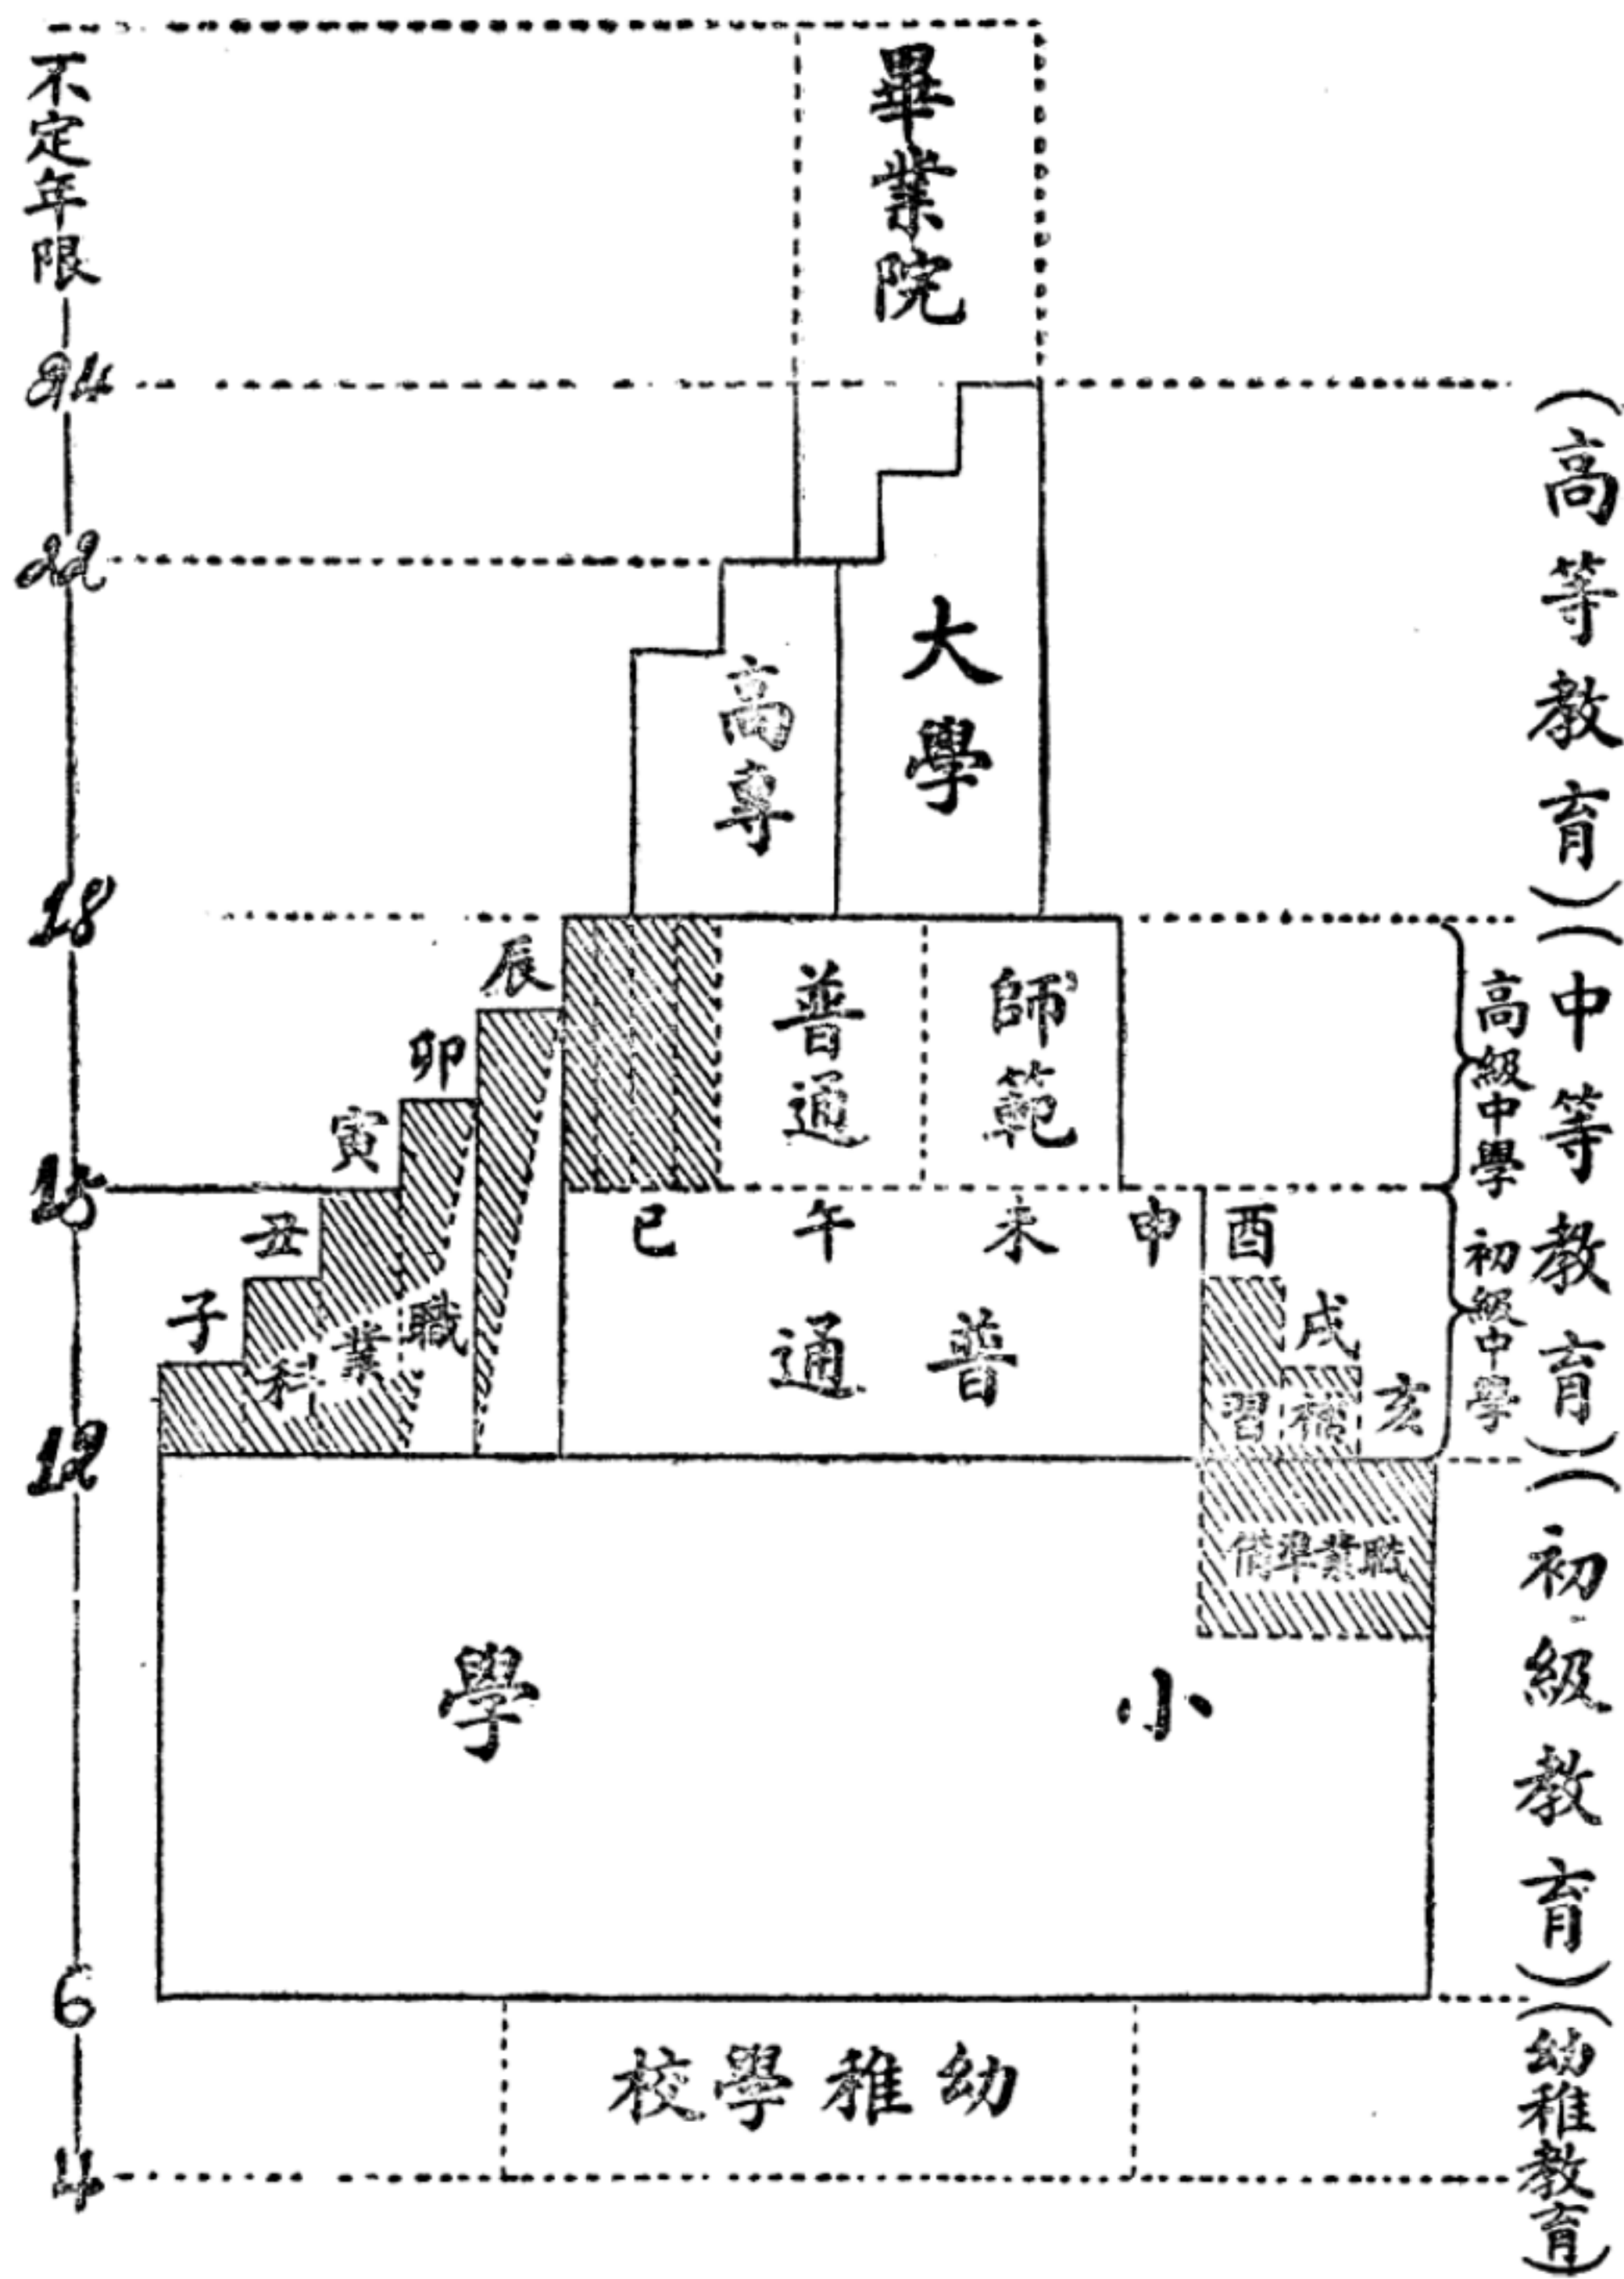 不定年限
24
22
18
15
12
6
4
畢業院
大學
高專
師範
普通
辰
卯
寅
丑
子
職業科
巳
午
未
申
酉
戌
亥
普通
補習
職業準備
小學
幼稚學校
(高等教育)
(中等教育)
高級中學
初級中學
(初級教育)
(幼稚教育)